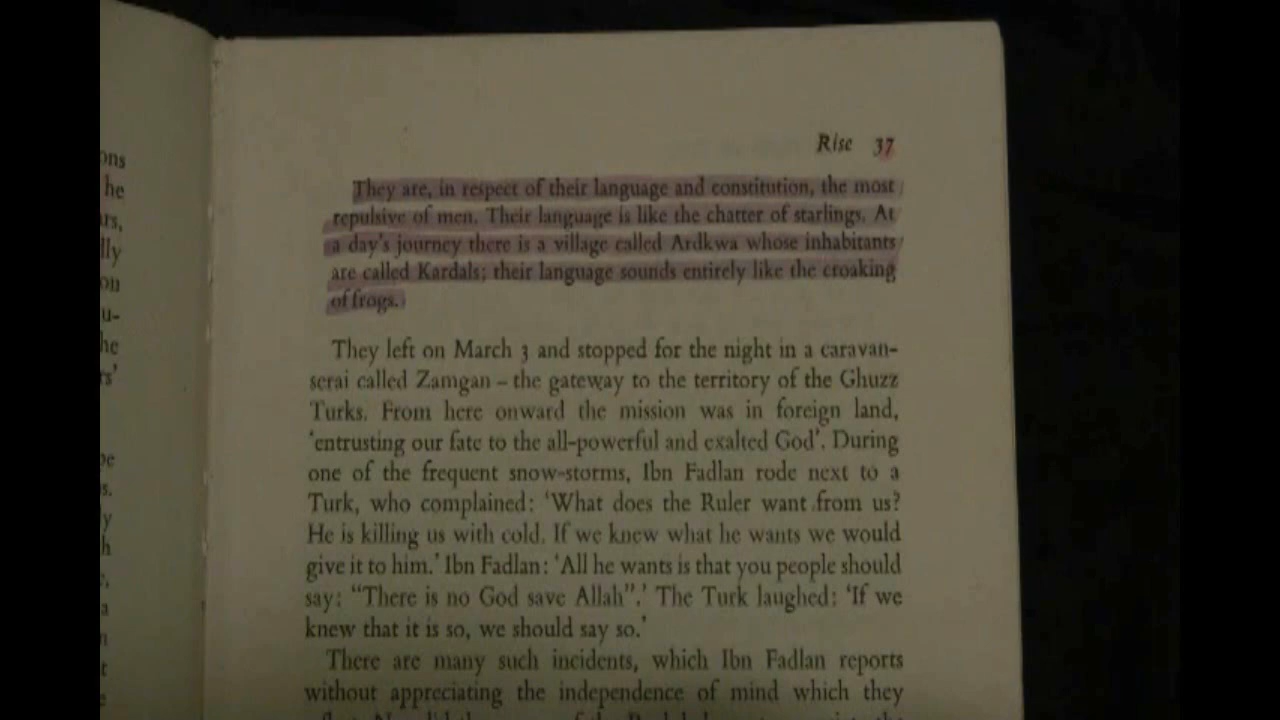 ons
he
lly
on
u-
he
rs'
s.
y
h
a
t
Rise 37
They are, in respect of their language and constitution, the most
repulsive of men. Their language is like the chatter of starlings. At
a day's journey there is a village called Ardkwa whose inhabitants
are called Kardals; their language sounds entirely like the croaking
of frogs.
They left on March 3 and stopped for the night in a caravan-
serai called Zamgan – the gateway to the territory of the Ghuzz
Turks. From here onward the mission was in foreign land,
'entrusting our fate to the all-powerful and exalted God'. During
one of the frequent snow-storms, Ibn Fadlan rode next to a
Turk, who complained: 'What does the Ruler want from us?
He is killing us with cold. If we knew what he wants we would
give it to him.' Ibn Fadlan: 'All he wants is that you people should
say: "There is no God save Allah".' The Turk laughed: 'If we
knew that it is so, we should say so.'
There are many such incidents, which Ibn Fadlan reports
without appreciating the independence of mind which they